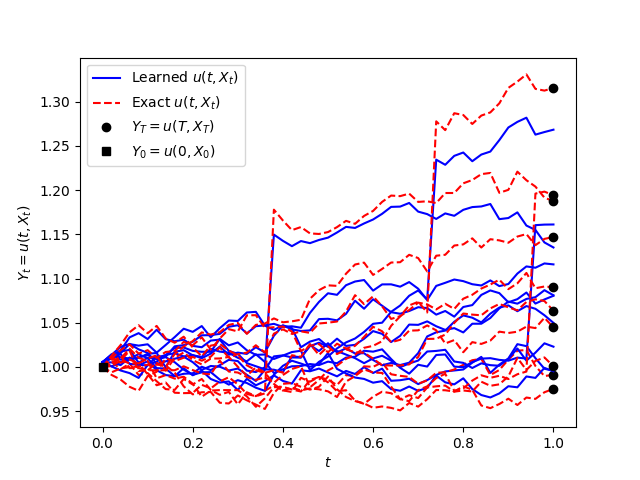 Learned u(t, X_t)
Exact u(t, X_t)
Y_T = u(T, X_T)
Y_0 = u(0, X_0)
1.30
1.25
1.20
1.15
1.10
1.05
1.00
0.95
Y_t = u(t, X_t)
0.0 0.2 0.4 0.6 0.8 1.0
t